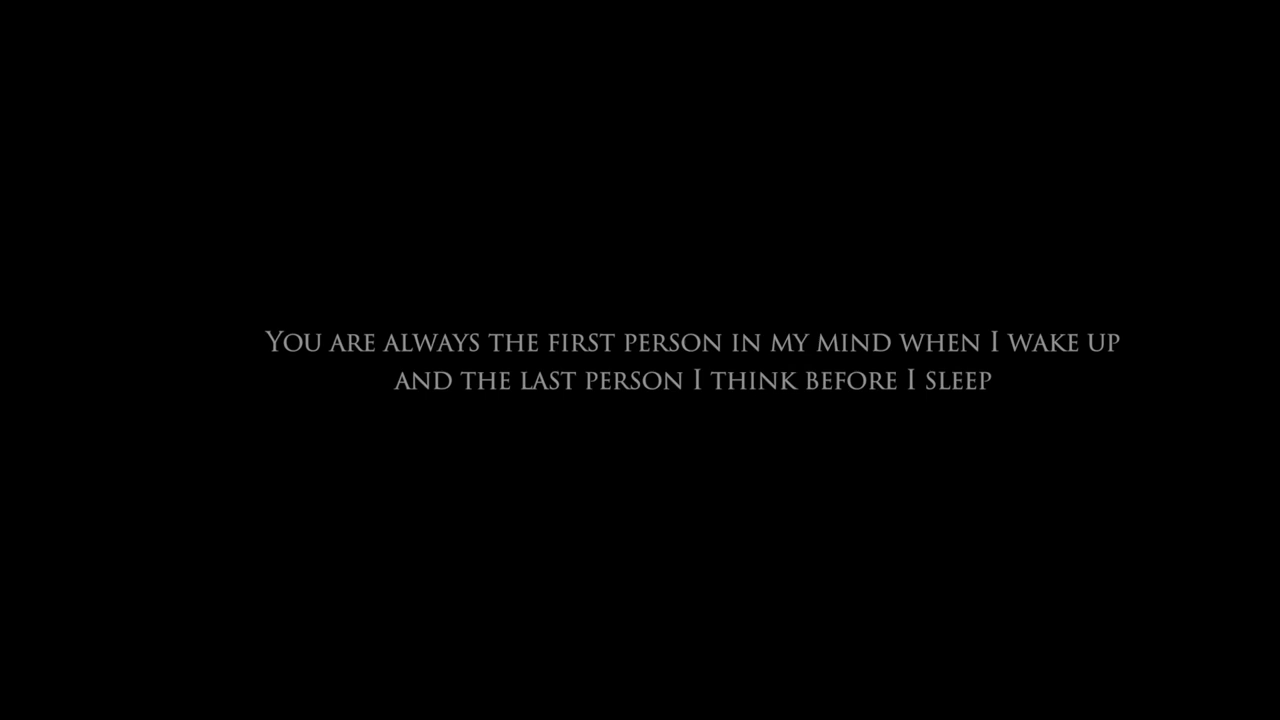 You are always the first person in my mind when I wake up
and the last person I think before I sleep